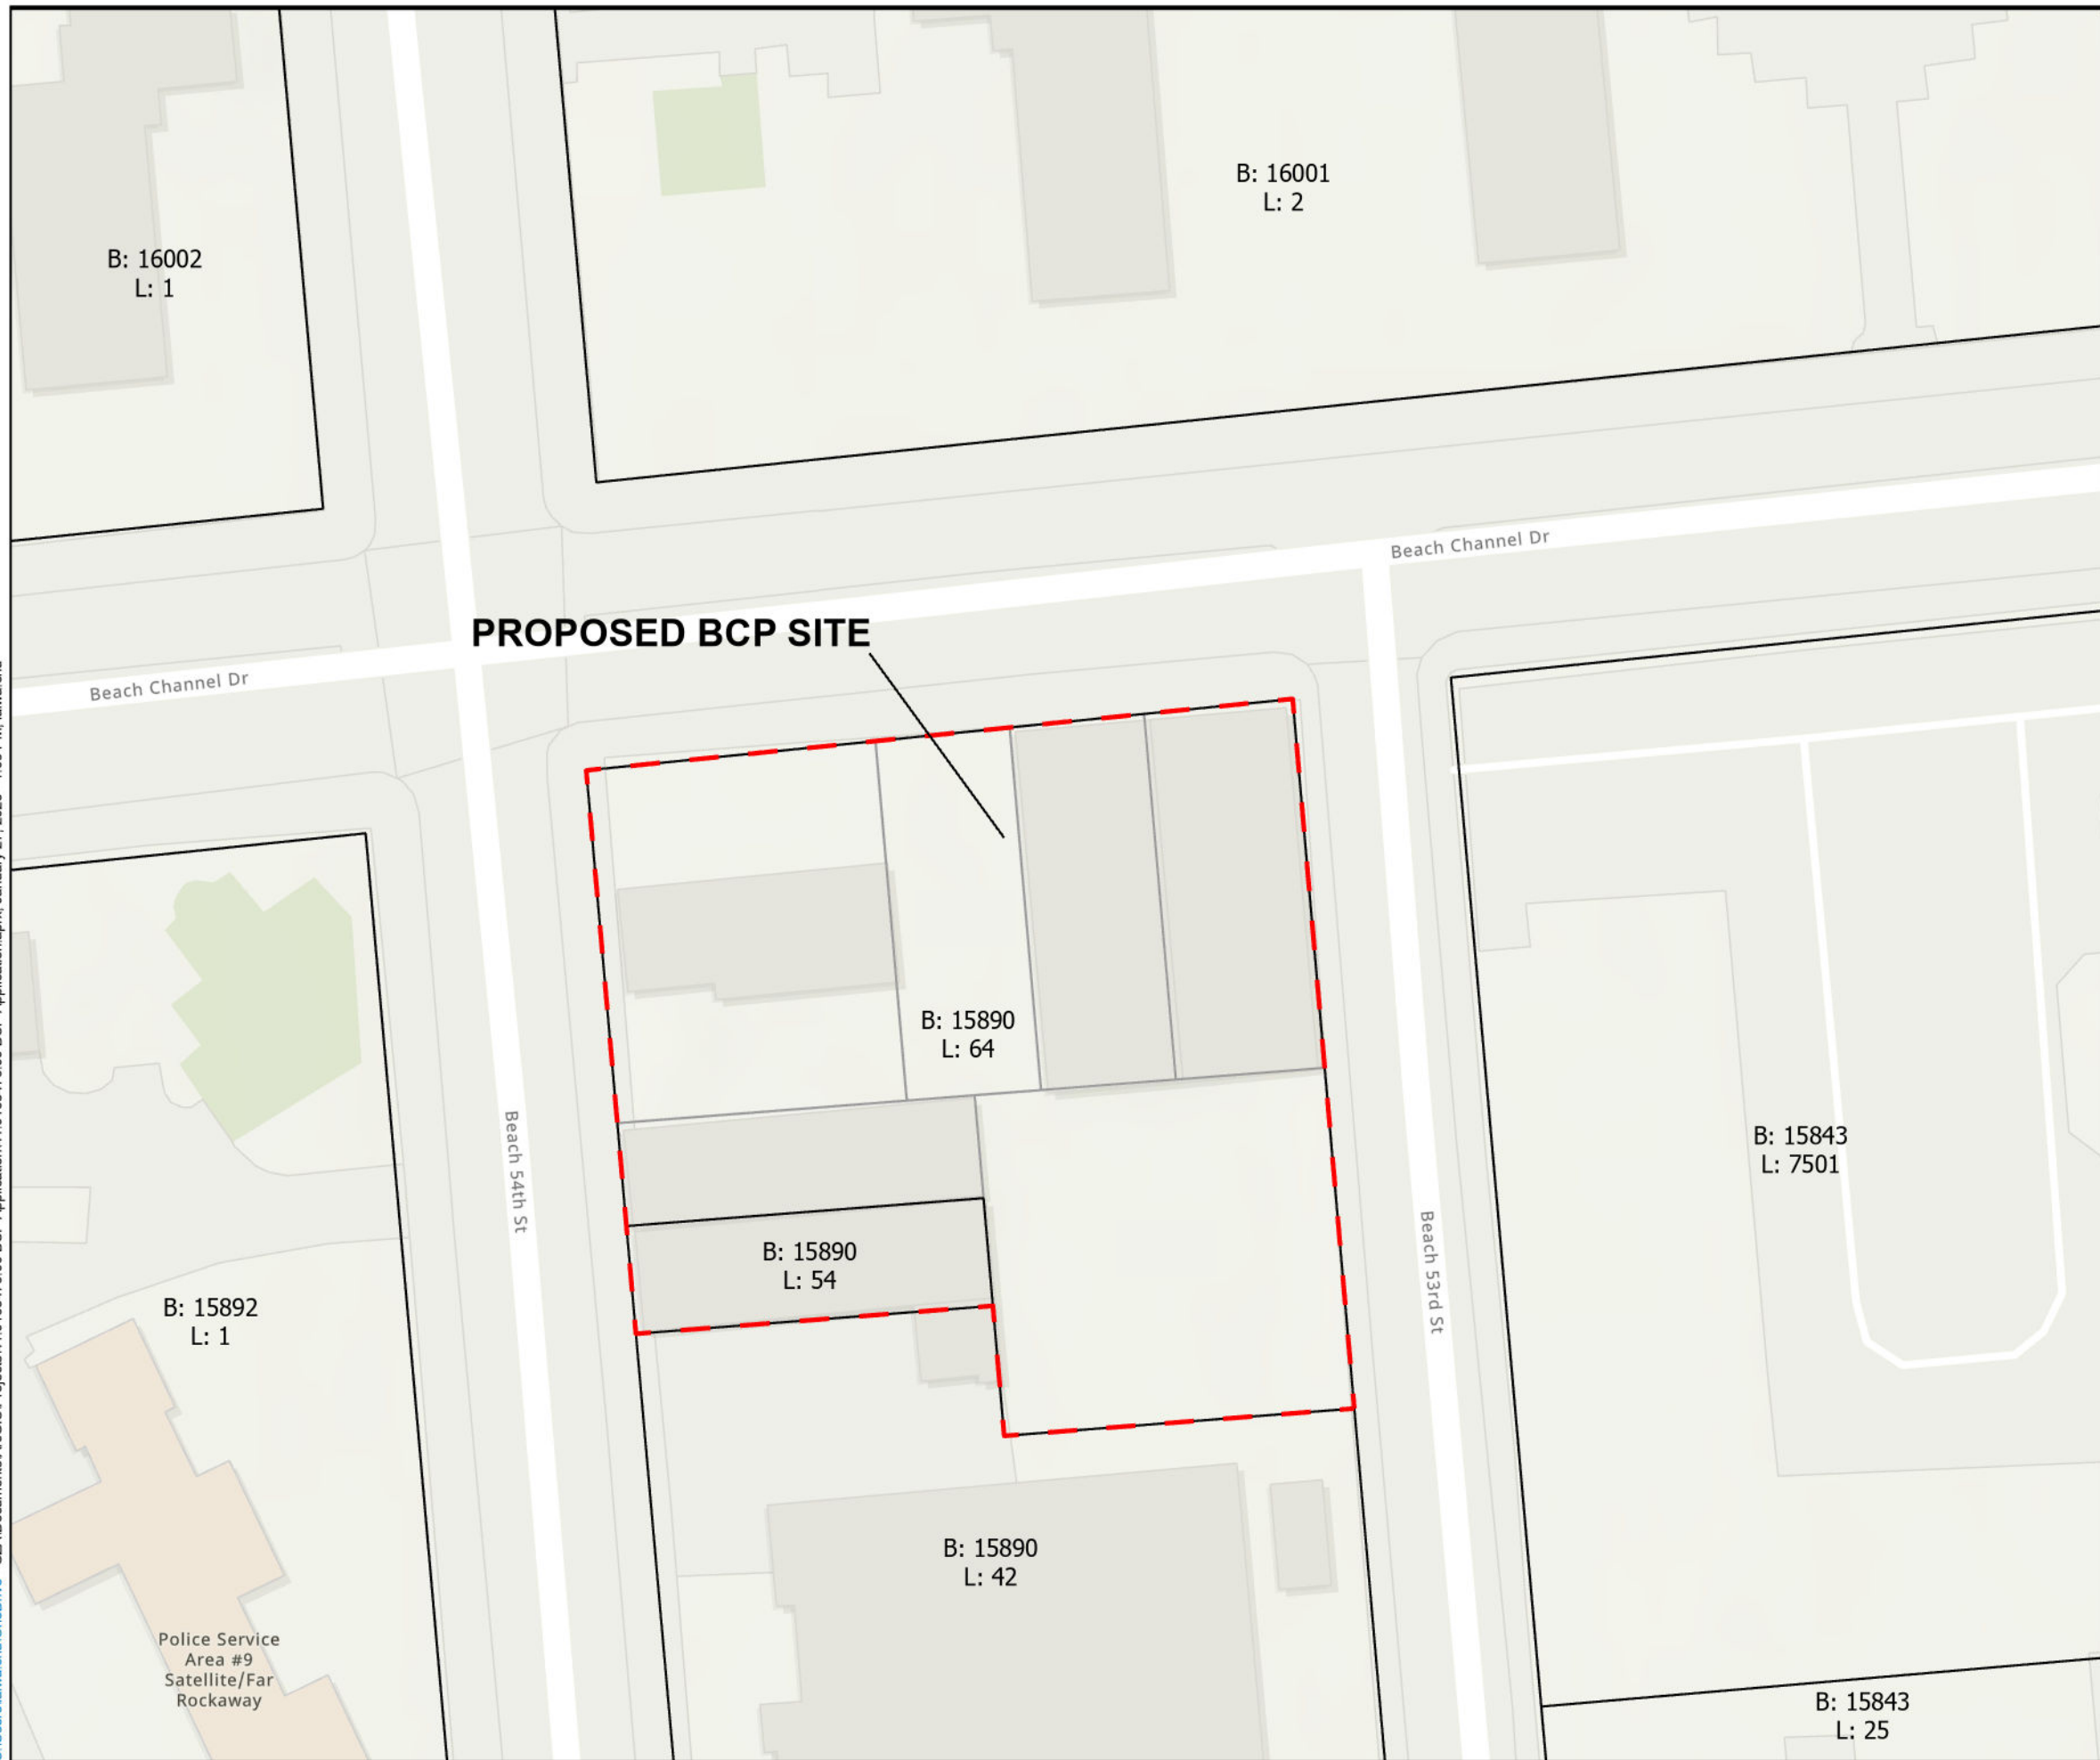 B: 16001
L: 2
B: 16002
L: 1
Beach Channel Dr
PROPOSED BCP SITE
Beach Channel Dr
B: 15890
L: 64
Beach 54th St
B: 15843
L: 7501
Beach 53rd St
B: 15890
L: 54
B: 15892
L: 1
B: 15890
L: 42
Police Service
Area #9
Satellite/Far
Rockaway
B: 15843
L: 25